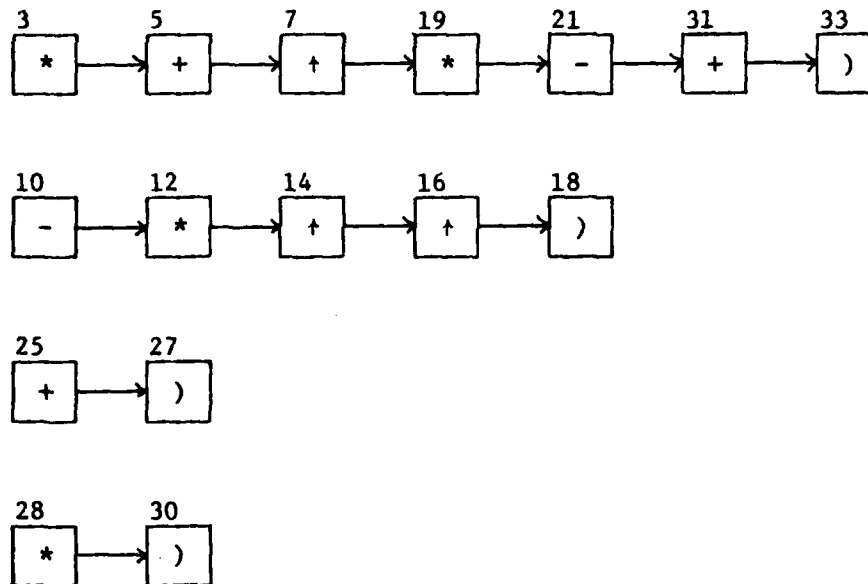 3 5 7 19 21 31 33
* + ↑ * - + )
10 12 14 16 18
- * ↑ ↑ )
25 27
+ )
28 30
* )